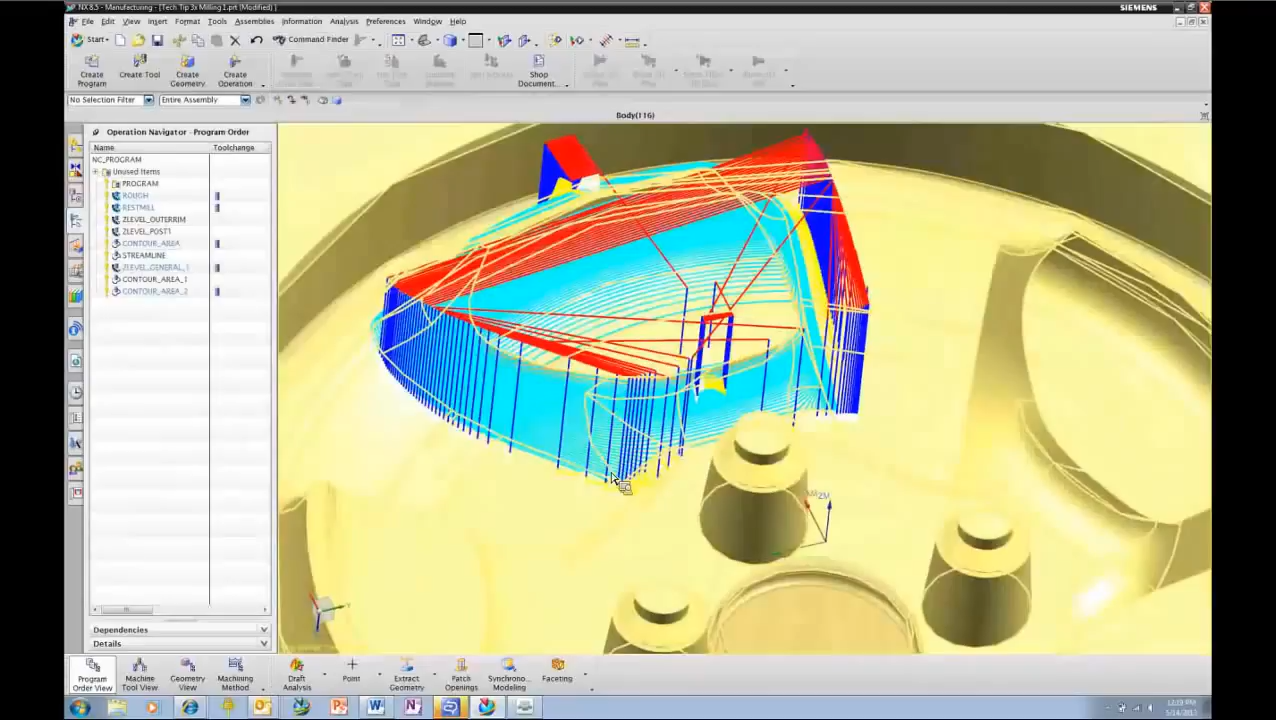 NX 8.5 - Manufacturing - [Tech Tip 3x Milling 1.prt (Modified) ]
SIEMENS
File Edit View Insert Format Tools Assemblies Information Analysis Preferences Window Help
Start
Command Finder
Create Program
Create Tool
Create Geometry
Create Operation
Shop Document...
No Selection Filter
Entire Assembly
Body(116)
Operation Navigator - Program Order
Name Toolchange
NC_PROGRAM
Unused Items
PROGRAM
ROUGH
RESTMILL
ZLEVEL_OUTERRIM
ZLEVEL_POST1
CONTOUR_AREA
STREAMLINE
ZLEVEL_GENERAL_1
CONTOUR_AREA_1
CONTOUR_AREA_2
ZM
Dependencies
Details
Program Order View
Machine Tool View
Geometry View
Machining Method
Draft Analysis
Point
Extract Geometry
Patch Openings
Synchrono... Modeling
Faceting